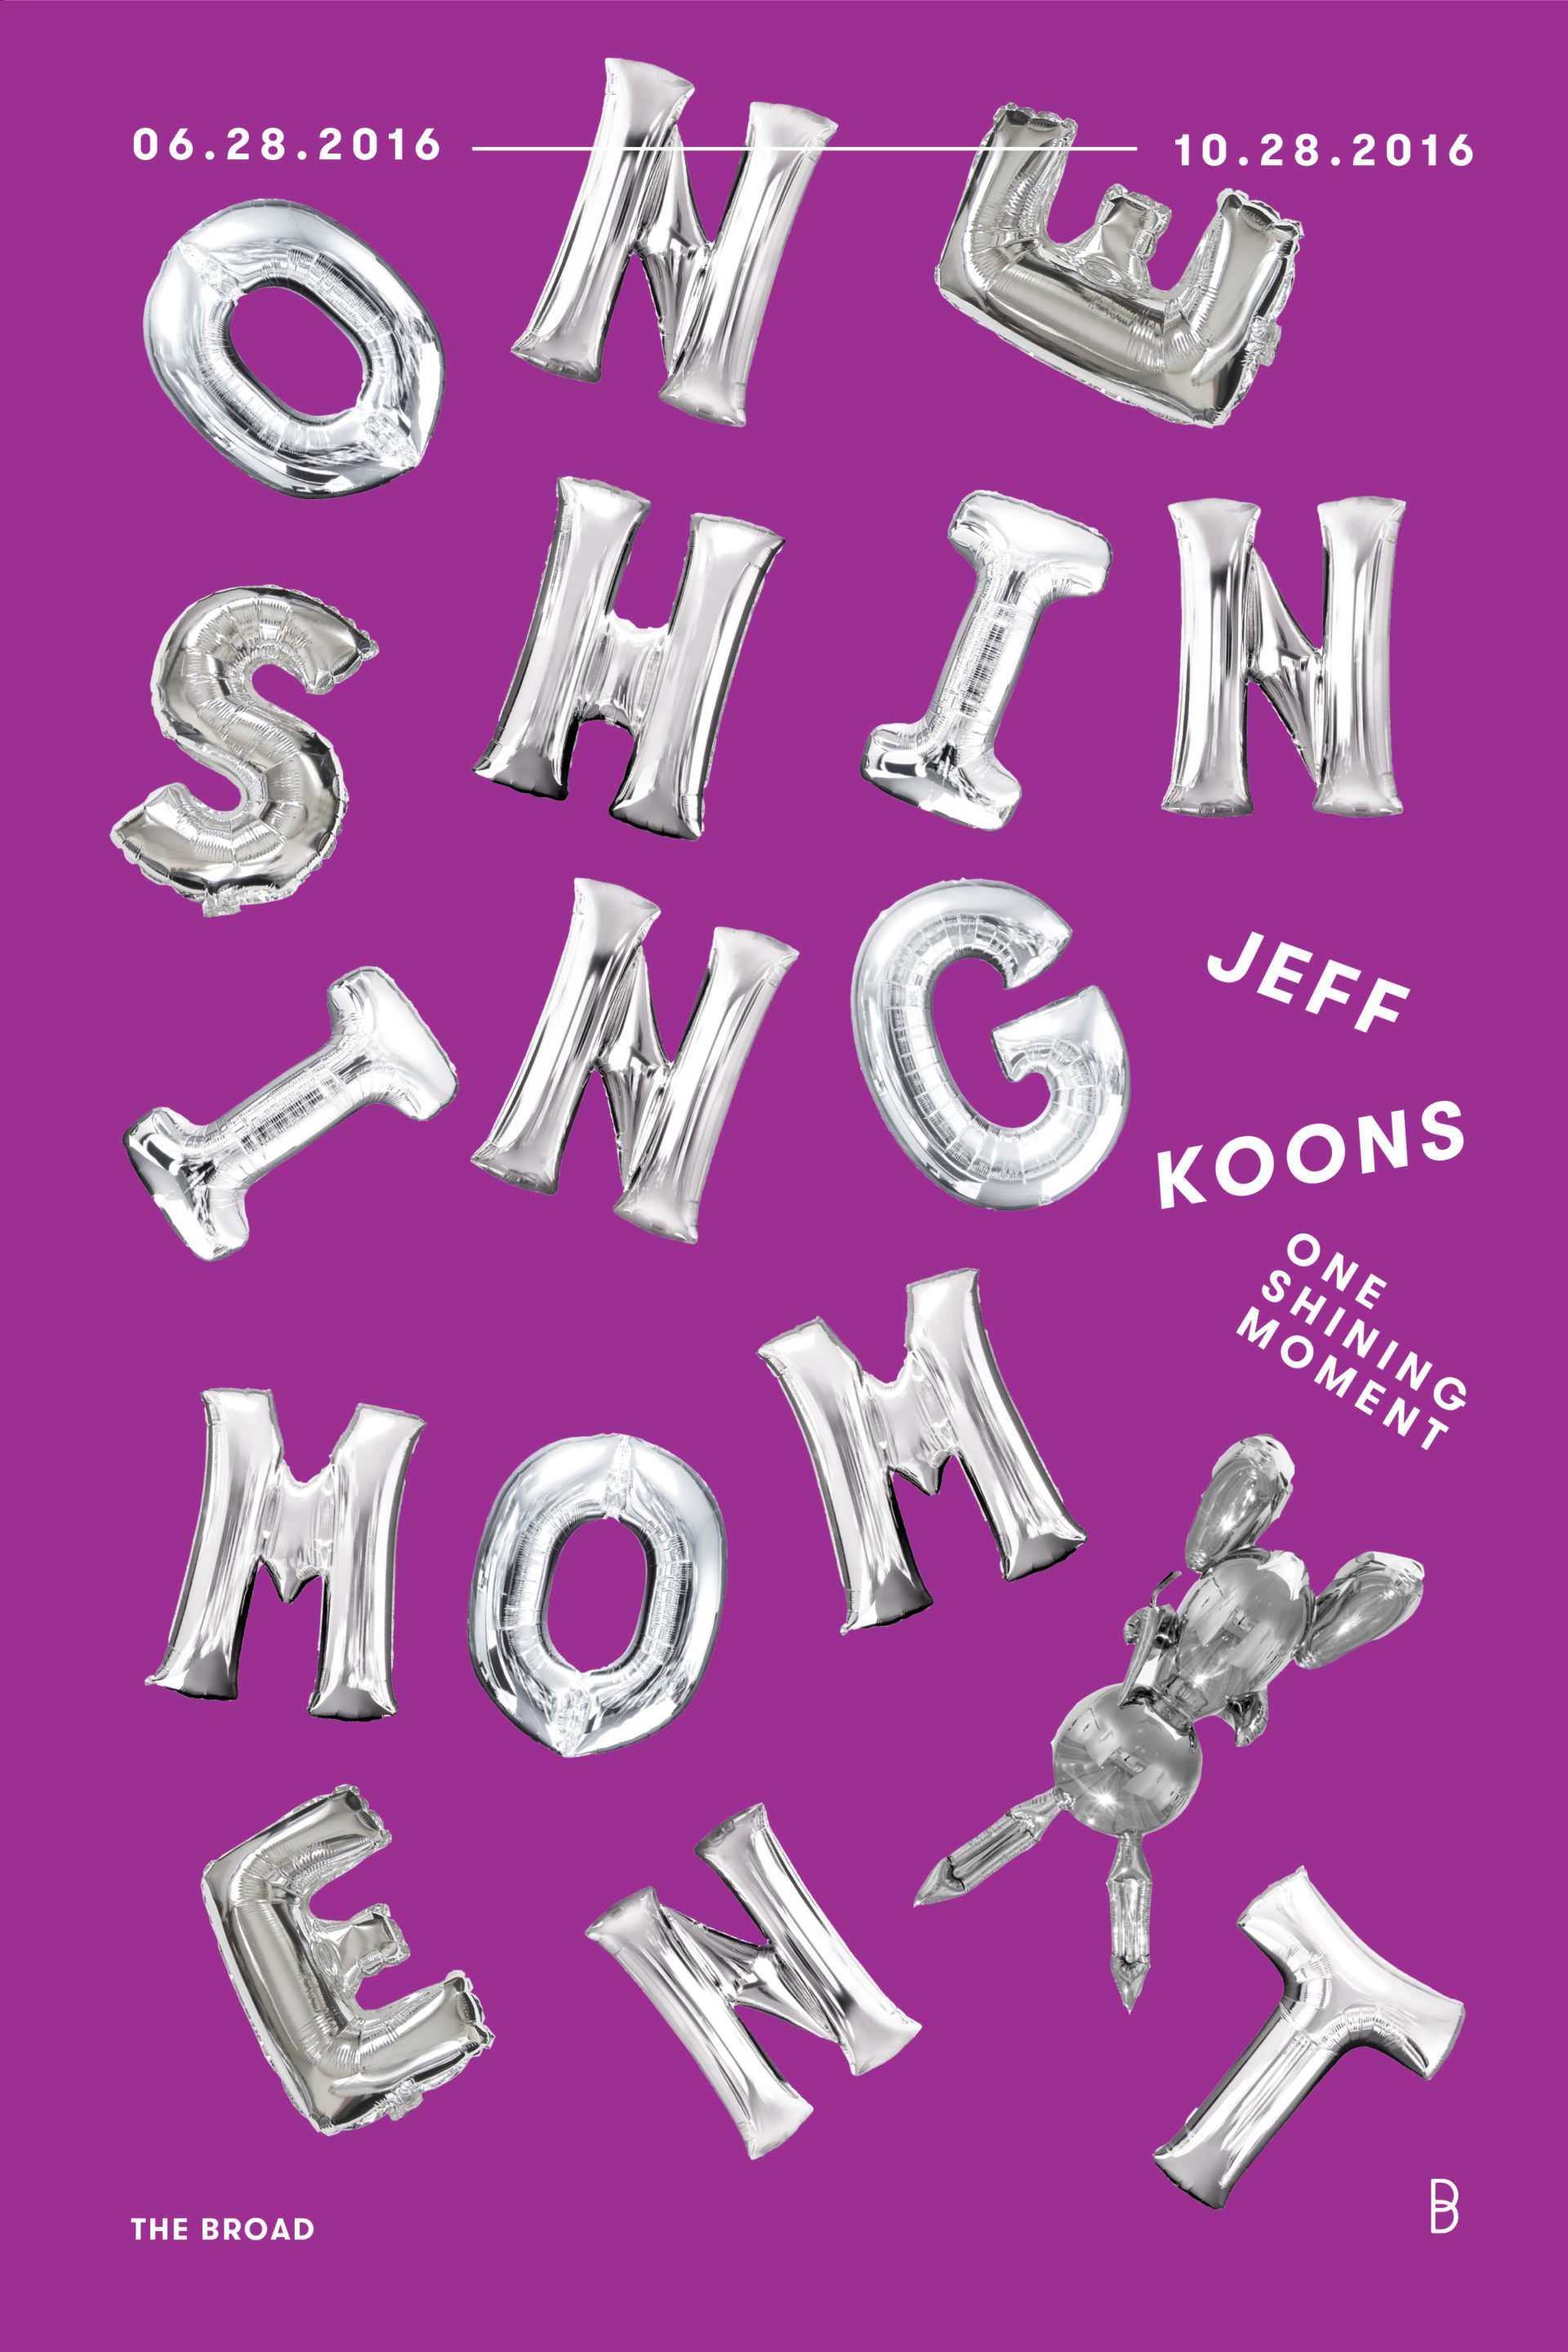 06.28.2016 10.28.2016
ONE
SHIN
ING
JEFF
KOONS
ONE
SHINING
MOMENT
MOM
ENT
THE BROAD
B